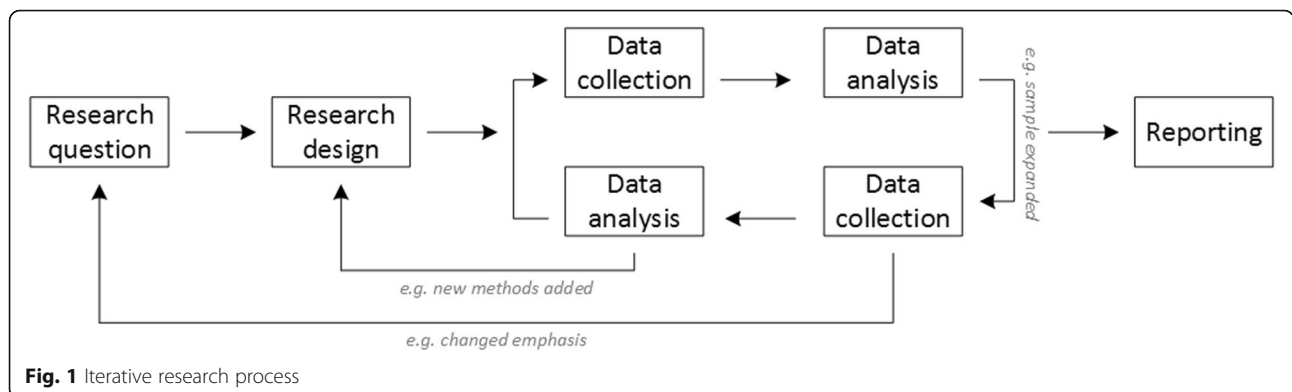 Research
question
Research
design
Data
collection
Data
analysis
e.g. sample expanded
Reporting
Data
analysis
Data
collection
e.g. new methods added
e.g. changed emphasis
Fig. 1 Iterative research process